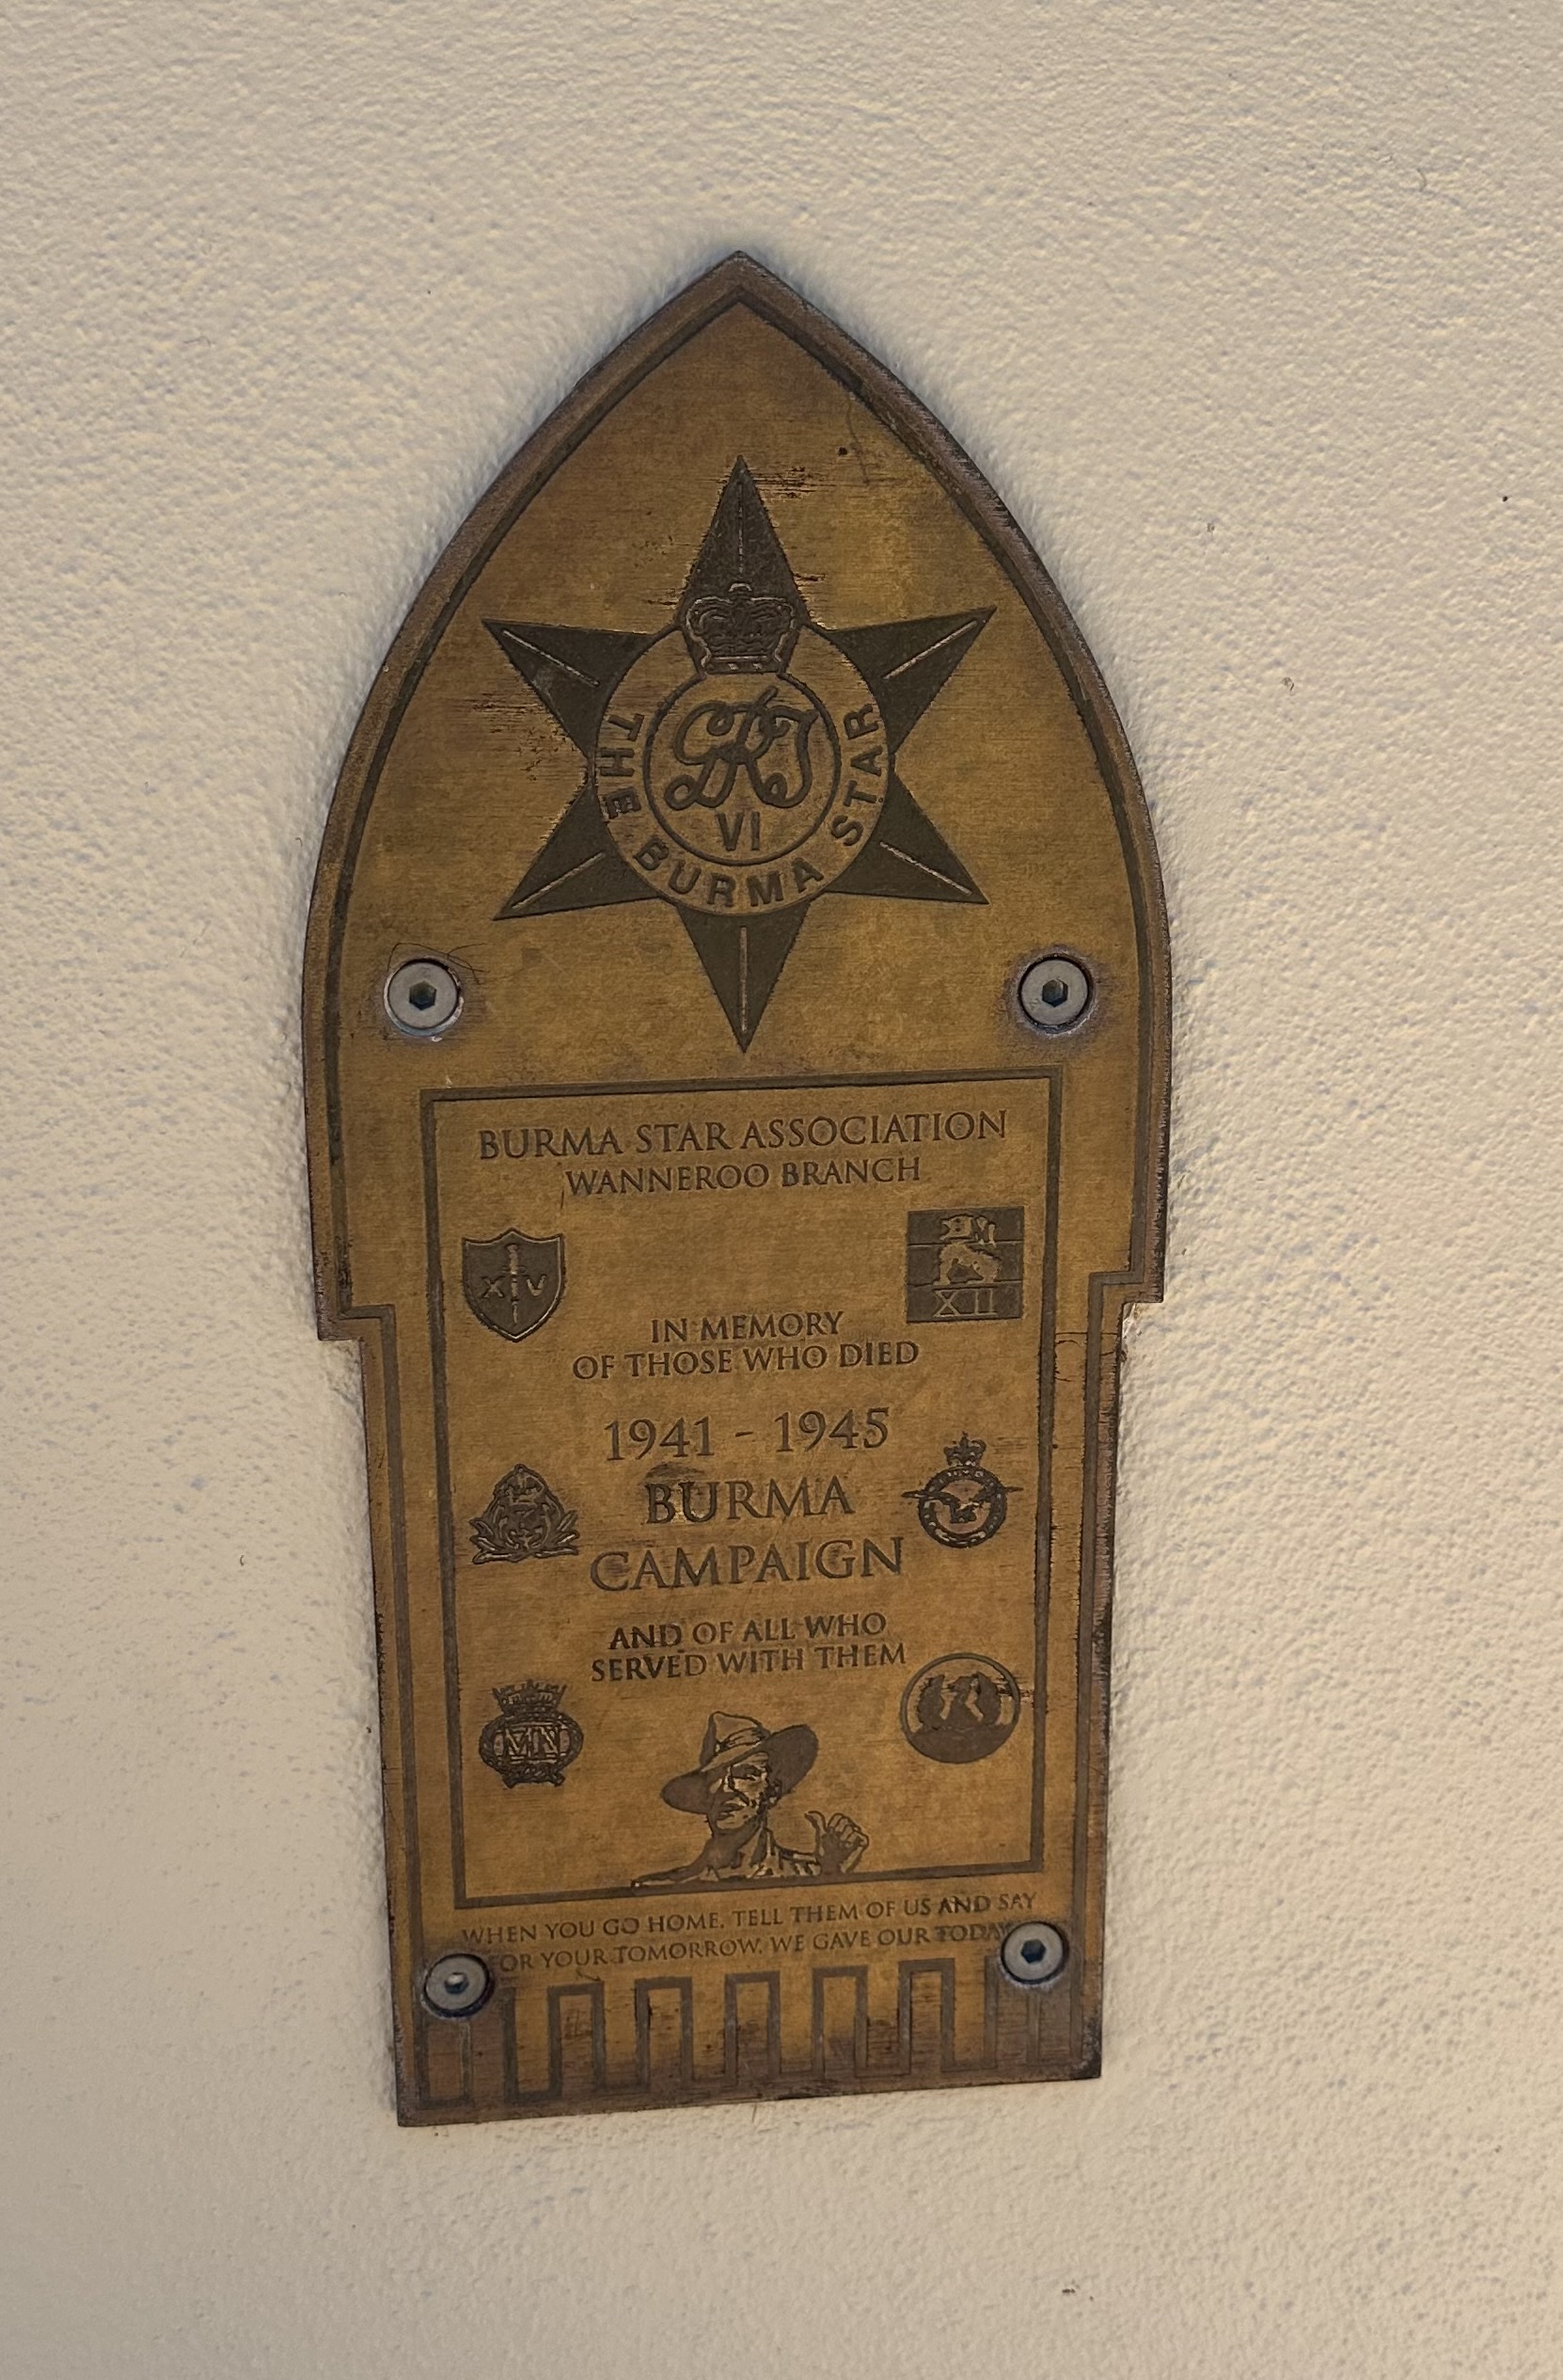 GRI
VI
THE BURMA STAR
BURMA STAR ASSOCIATION
WANNEROO BRANCH
XIV
XII
IN MEMORY
OF THOSE WHO DIED
1941 - 1945
BURMA
CAMPAIGN
AND OF ALL WHO
SERVED WITH THEM
MN
WHEN YOU GO HOME, TELL THEM OF US AND SAY
FOR YOUR TOMORROW, WE GAVE OUR TODAY